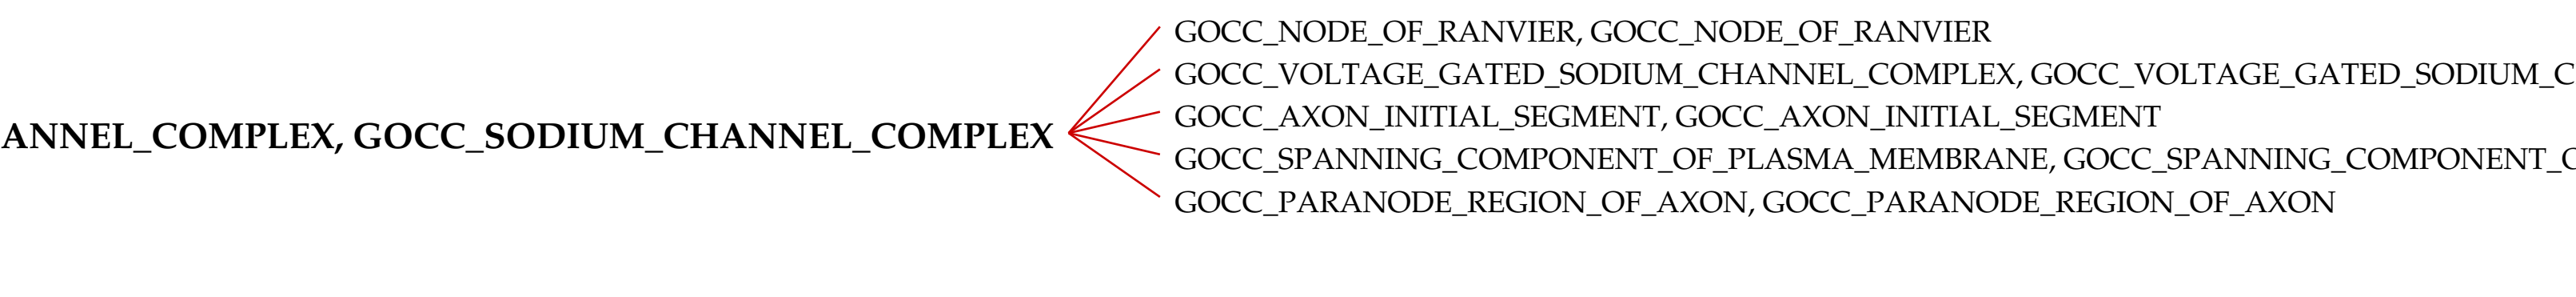 GOCC_NODE_OF_RANVIER, GOCC_NODE_OF_RANVIER
GOCC_VOLTAGE_GATED_SODIUM_CHANNEL_COMPLEX, GOCC_VOLTAGE_GATED_SODIUM_C
GOCC_AXON_INITIAL_SEGMENT, GOCC_AXON_INITIAL_SEGMENT
ANNEL_COMPLEX, GOCC_SODIUM_CHANNEL_COMPLEX
GOCC_SPANNING_COMPONENT_OF_PLASMA_MEMBRANE, GOCC_SPANNING_COMPONENT_O
GOCC_PARANODE_REGION_OF_AXON, GOCC_PARANODE_REGION_OF_AXON